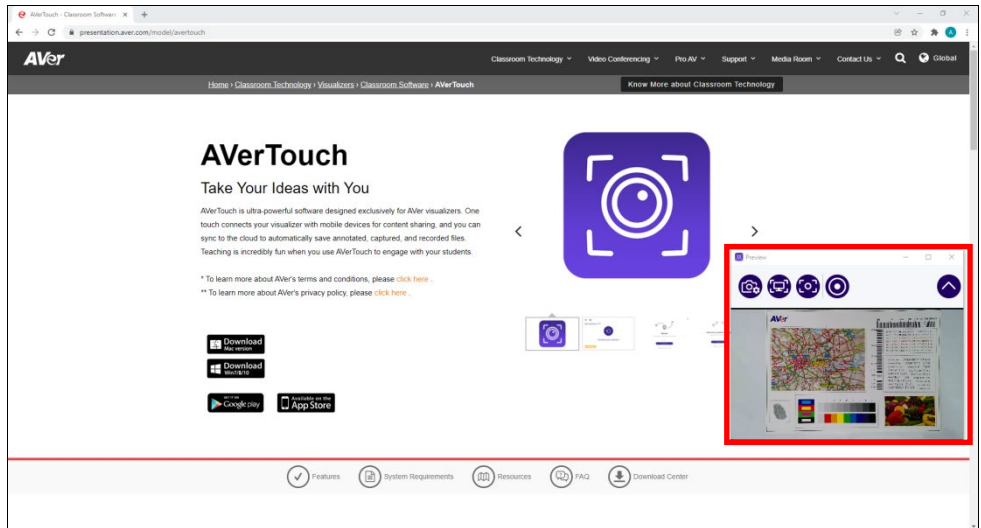 AVerTouch - Classroom Software
presentation.aver.com/model/avertouch
AVer
Classroom Technology
Video Conferencing
Pro AV
Support
Media Room
Contact Us
Global
Home › Classroom Technology › Visualizers › Classroom Software › AVerTouch
Know More about Classroom Technology
AVerTouch
Take Your Ideas with You
AVerTouch is ultra-powerful software designed exclusively for AVer visualizers. One
touch connects your visualizer with mobile devices for content sharing, and you can
sync to the cloud to automatically save annotated, captured, and recorded files.
Teaching is incredibly fun when you use AVerTouch to engage with your students.
* To learn more about AVer's terms and conditions, please click here .
** To learn more about AVer's privacy policy, please click here .
Preview
AVer
Download
Mac version
Download
Win7/8/10
Google play
Available on the
App Store
Features
System Requirements
Resources
FAQ
Download Center